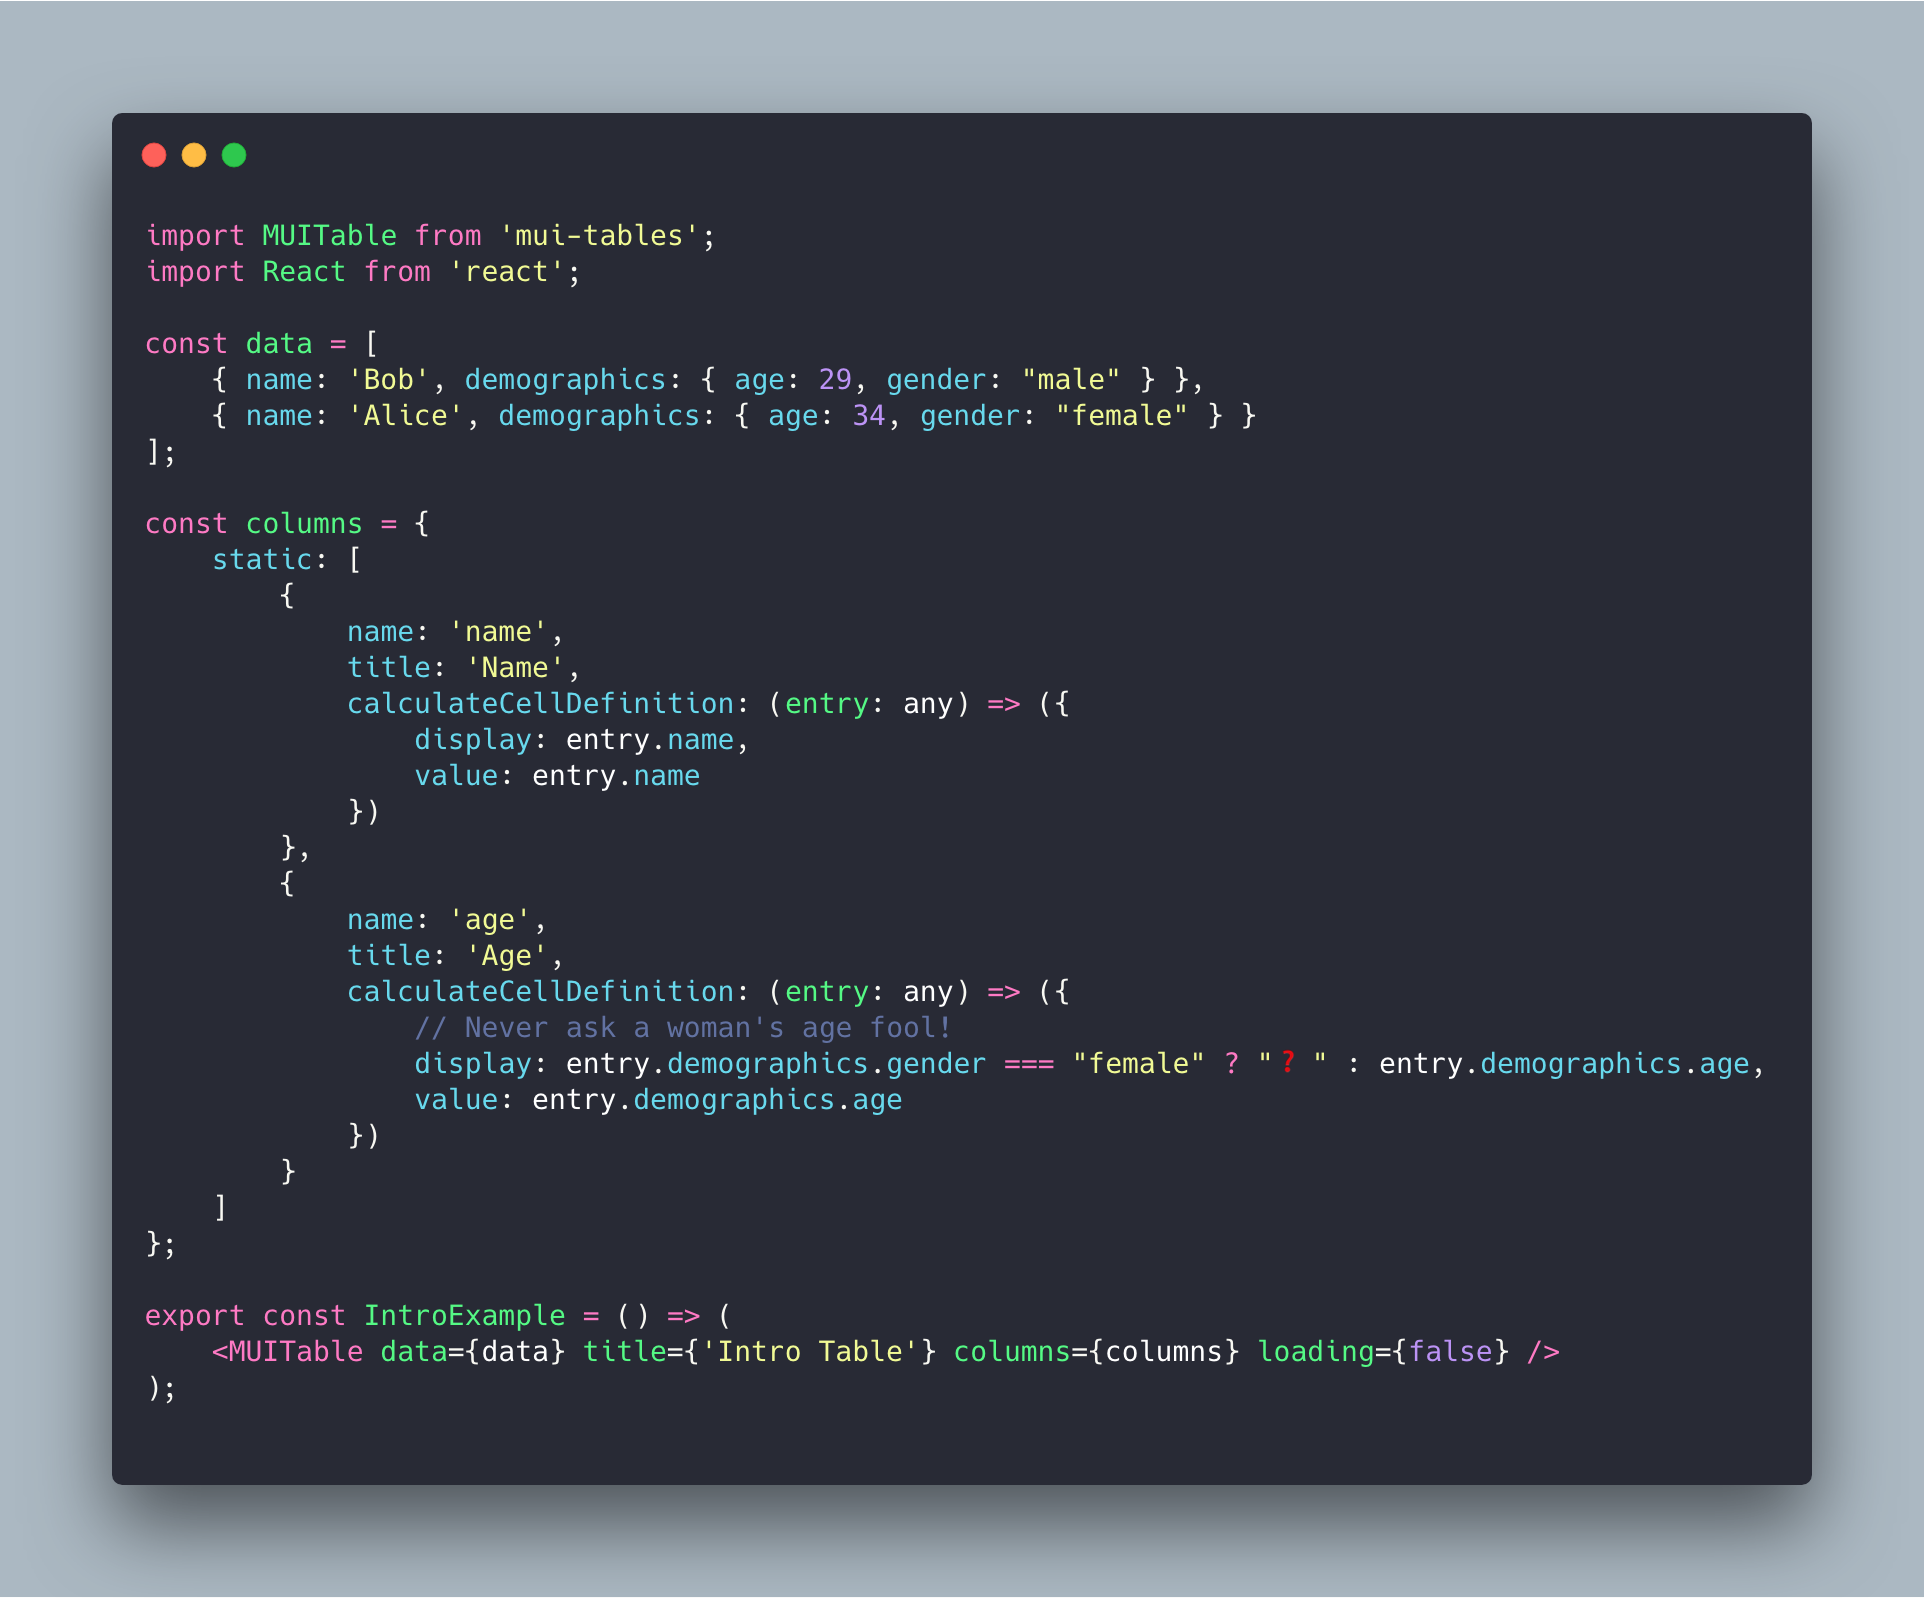 import MUITable from 'mui-tables';
import React from 'react';

const data = [
    { name: 'Bob', demographics: { age: 29, gender: "male" } },
    { name: 'Alice', demographics: { age: 34, gender: "female" } }
];

const columns = {
    static: [
        {
            name: 'name',
            title: 'Name',
            calculateCellDefinition: (entry: any) => ({
                display: entry.name,
                value: entry.name
            })
        },
        {
            name: 'age',
            title: 'Age',
            calculateCellDefinition: (entry: any) => ({
                // Never ask a woman's age fool!
                display: entry.demographics.gender === "female" ? "❓" : entry.demographics.age,
                value: entry.demographics.age
            })
        }
    ]
};

export const IntroExample = () => (
    <MUITable data={data} title={'Intro Table'} columns={columns} loading={false} />
);